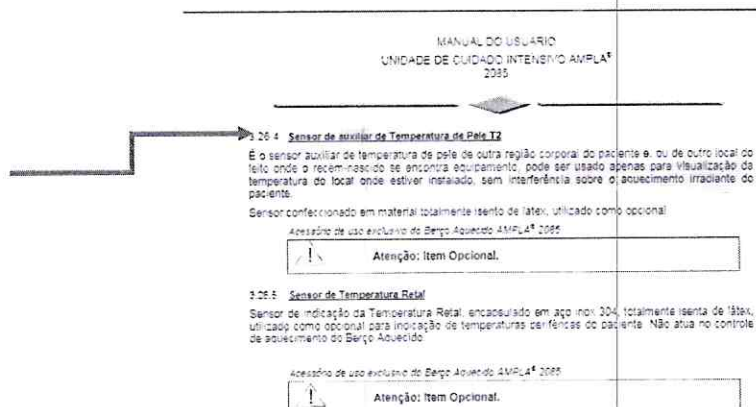 MANUAL DO USUÁRIO
UNIDADE DE CUIDADO INTENSIVO AMPLA®
2085
3.26.4 Sensor de auxiliar de Temperatura de Pele T2
É o sensor auxiliar de temperatura de pele de outra região corporal do paciente e, ou de outro local do
leito onde o recém-nascido se encontra equipamento, pode ser usado apenas para visualização da
temperatura do local onde estiver instalado, sem interferência sobre o aquecimento irradiante do
paciente.
Sensor confeccionado em material totalmente isento de látex, utilizado como opcional
Acessório de uso exclusivo do Berço Aquecido AMPLA® 2085
! Atenção: Item Opcional.
3.26.5 Sensor de Temperatura Retal
Sensor de indicação da Temperatura Retal, encapsulado em aço inox 304, totalmente isenta de látex,
utilizado como opcional para indicação de temperaturas periféricas do paciente. Não atua no controle
de aquecimento do Berço Aquecido
Acessório de uso exclusivo do Berço Aquecido AMPLA® 2085
! Atenção: Item Opcional.